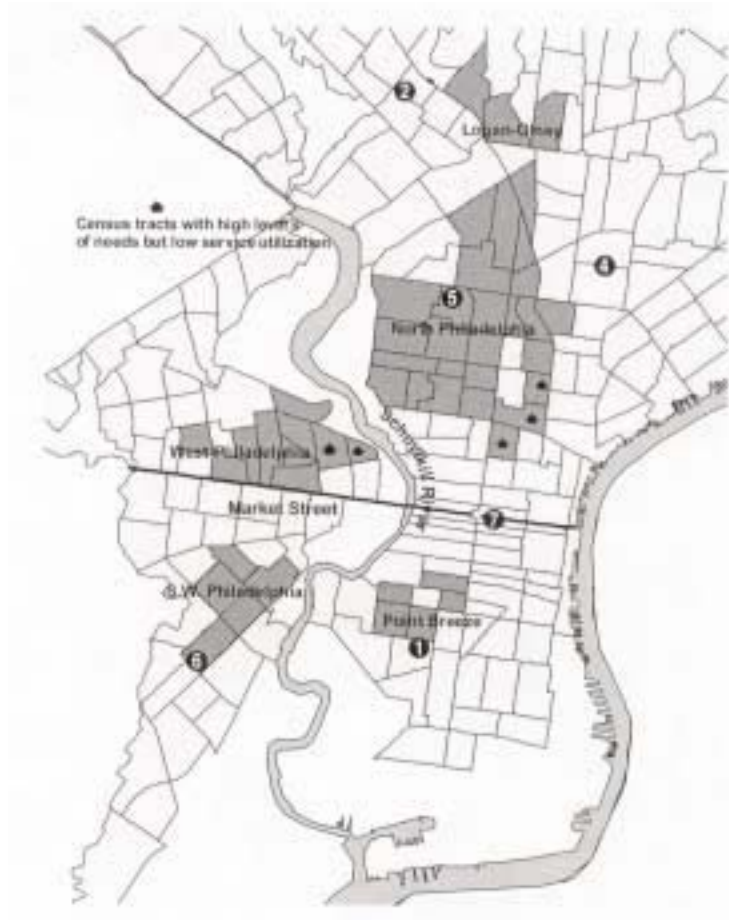 2
Logan-Olney
Census tracts with high levels
of needs but low service utilization
4
5
North Philadelphia
Schuylkill River
West Philadelphia
Market Street
7
S.W. Philadelphia
Point Breeze
1
6